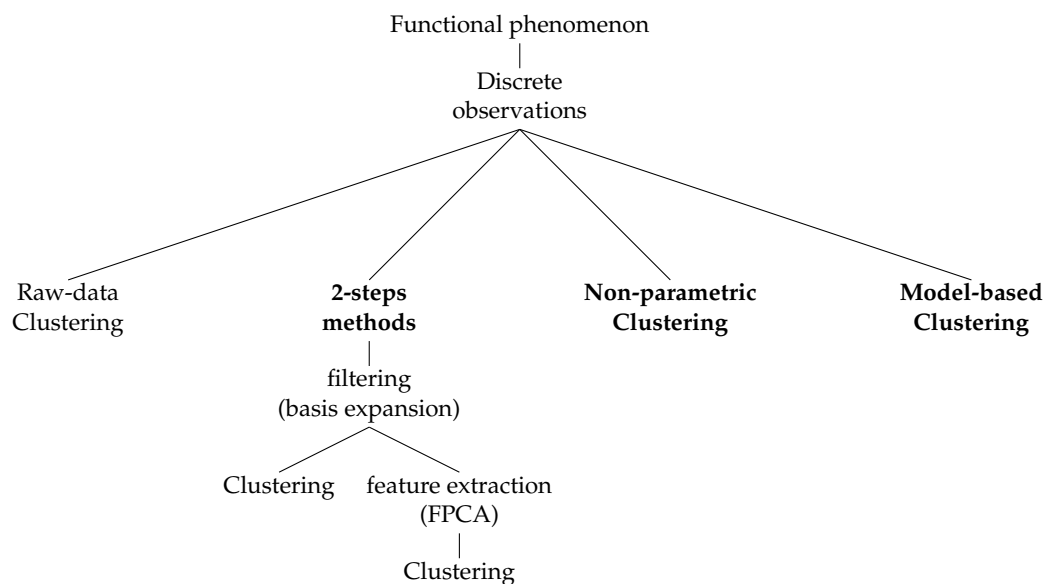 Functional phenomenon
Discrete
observations
Raw-data
Clustering
2-steps
methods
Non-parametric
Clustering
Model-based
Clustering
filtering
(basis expansion)
Clustering
feature extraction
(FPCA)
Clustering